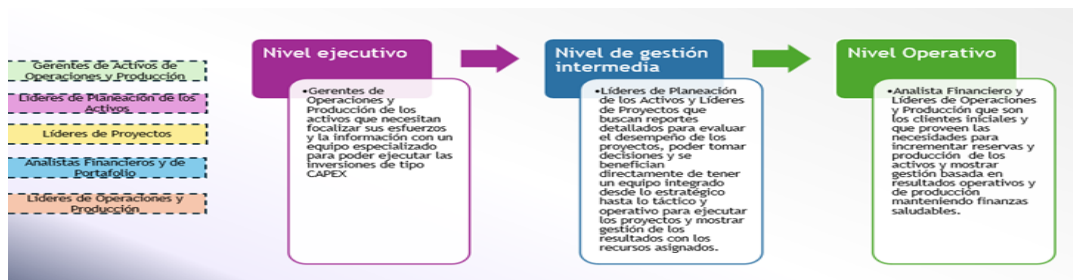 Gerentes de Activos de
Operaciones y Producción
Líderes de Planeación de los
Activos
Líderes de Proyectos
Analistas Financieros y de
Portafolio
Líderes de Operaciones y
Producción
Nivel ejecutivo
•Gerentes de
Operaciones y
Producción de los
activos que necesitan
focalizar sus esfuerzos
y la información con un
equipo especializado
para poder ejecutar las
inversiones de tipo
CAPEX
Nivel de gestión
intermedia
•Líderes de Planeación
de los Activos y Líderes
de Proyectos que
buscan reportes
detallados para evaluar
el desempeño de los
proyectos, poder tomar
decisiones y se
benefician
directamente de tener
un equipo integrado
desde lo estratégico
hasta lo táctico y
operativo para ejecutar
los proyectos y mostrar
gestión de los
resultados con los
recursos asignados.
Nivel Operativo
•Analista Financiero y
Líderes de Operaciones
y Producción que son
los clientes iniciales y
que proveen las
necesidades para
incrementar reservas y
producción de los
activos y mostrar
gestión basada en
resultados operativos y
de producción
manteniendo finanzas
saludables.